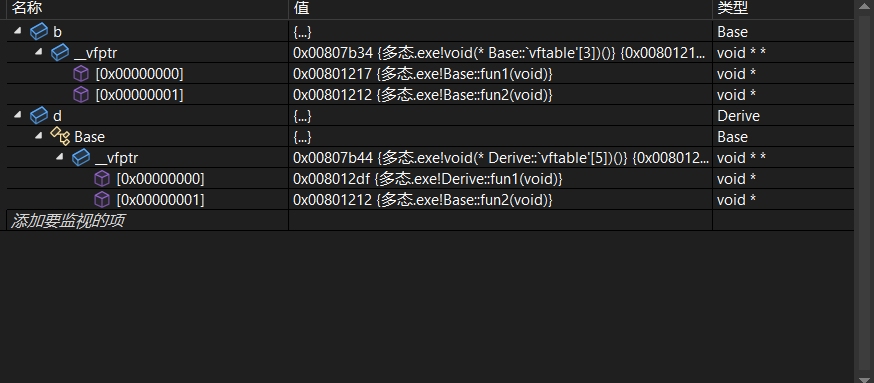 名称 值 类型
b {...} Base
__vfptr 0x00807b34 {多态.exe!void(* Base::`vftable'[3])()} {0x0080121... void * *
[0x00000000] 0x00801217 {多态.exe!Base::fun1(void)} void *
[0x00000001] 0x00801212 {多态.exe!Base::fun2(void)} void *
d {...} Derive
Base {...} Base
__vfptr 0x00807b44 {多态.exe!void(* Derive::`vftable'[5])()} {0x008012... void * *
[0x00000000] 0x008012df {多态.exe!Derive::fun1(void)} void *
[0x00000001] 0x00801212 {多态.exe!Base::fun2(void)} void *
添加要监视的项